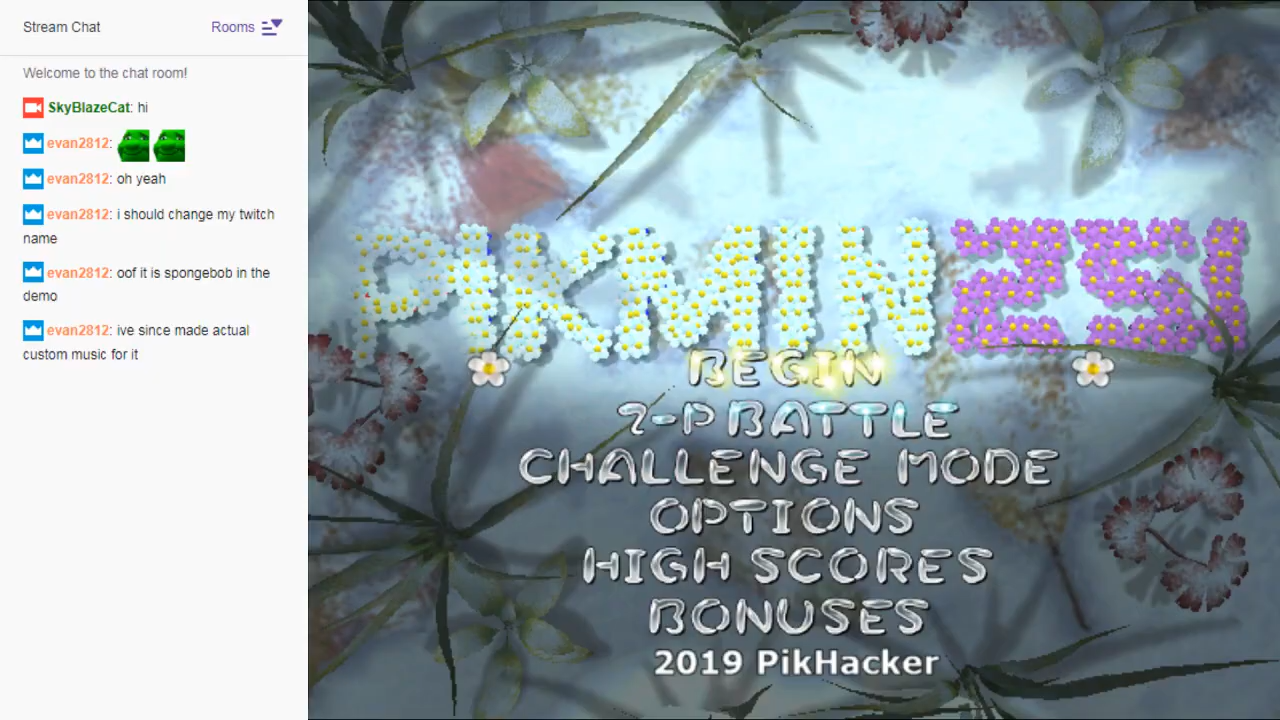 Stream Chat
Rooms
Welcome to the chat room!
SkyBlazeCat: hi
evan2812:
evan2812: oh yeah
evan2812: i should change my twitch
name
evan2812: oof it is spongebob in the
demo
evan2812: ive since made actual
custom music for it
PIKMIN 251
BEGIN
2-P BATTLE
CHALLENGE MODE
OPTIONS
HIGH SCORES
BONUSES
2019 PikHacker